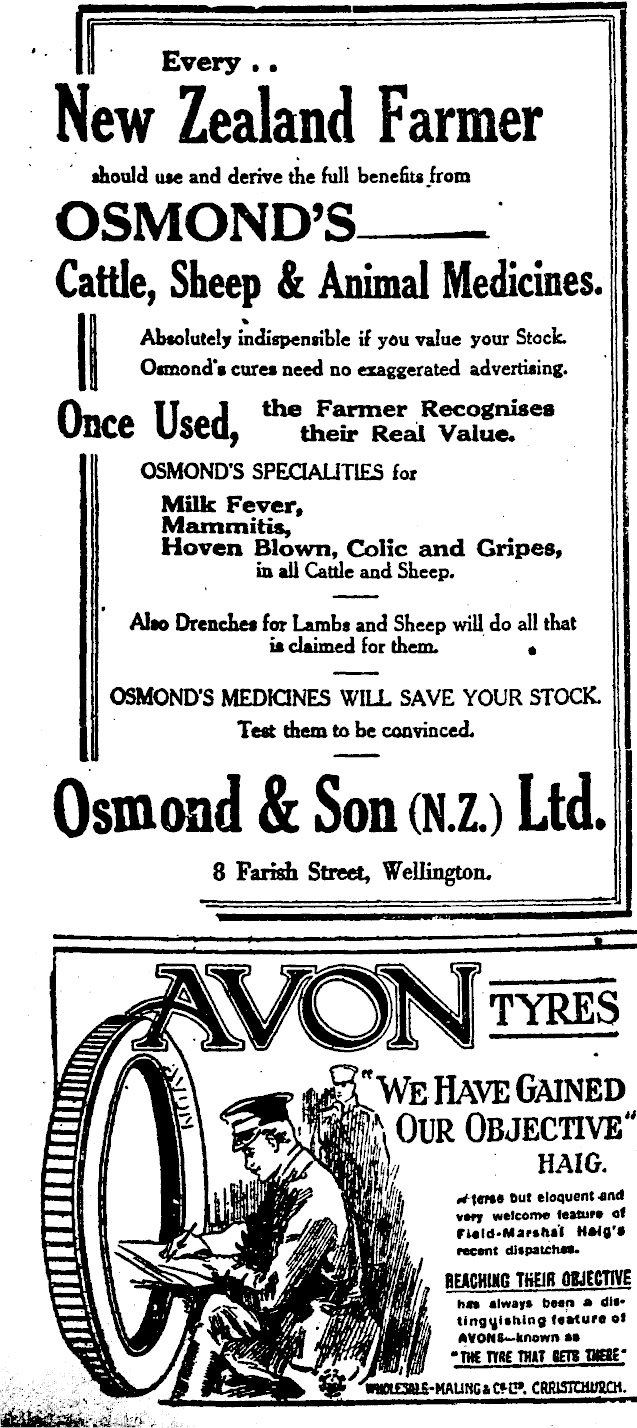 Every . .
New Zealand Farmer
should use and derive the full benefits from
OSMOND'S
Cattle, Sheep & Animal Medicines.
Absolutely indispensible if you value your Stock.
Osmond's cures need no exaggerated advertising.
Once Used, the Farmer Recognises
their Real Value.
OSMOND'S SPECIALITIES for
Milk Fever,
Mammitis,
Hoven Blown, Colic and Gripes,
in all Cattle and Sheep.
Also Drenches for Lambs and Sheep will do all that
is claimed for them.
OSMOND'S MEDICINES WILL SAVE YOUR STOCK.
Test them to be convinced.
Osmond & Son (N.Z.) Ltd.
8 Farish Street, Wellington.
AVON TYRES
AVON
"WE HAVE GAINED
OUR OBJECTIVE"
HAIG.
A terse but eloquent and
very welcome feature of
Field-Marshal Haig's
recent dispatches.
REACHING THEIR OBJECTIVE
has always been a dis-
tinguishing feature of
AVONS—known as
"THE TYRE THAT GETS THERE"
WHOLESALE-MALING & Co LTD. CRRISTCHURCH.